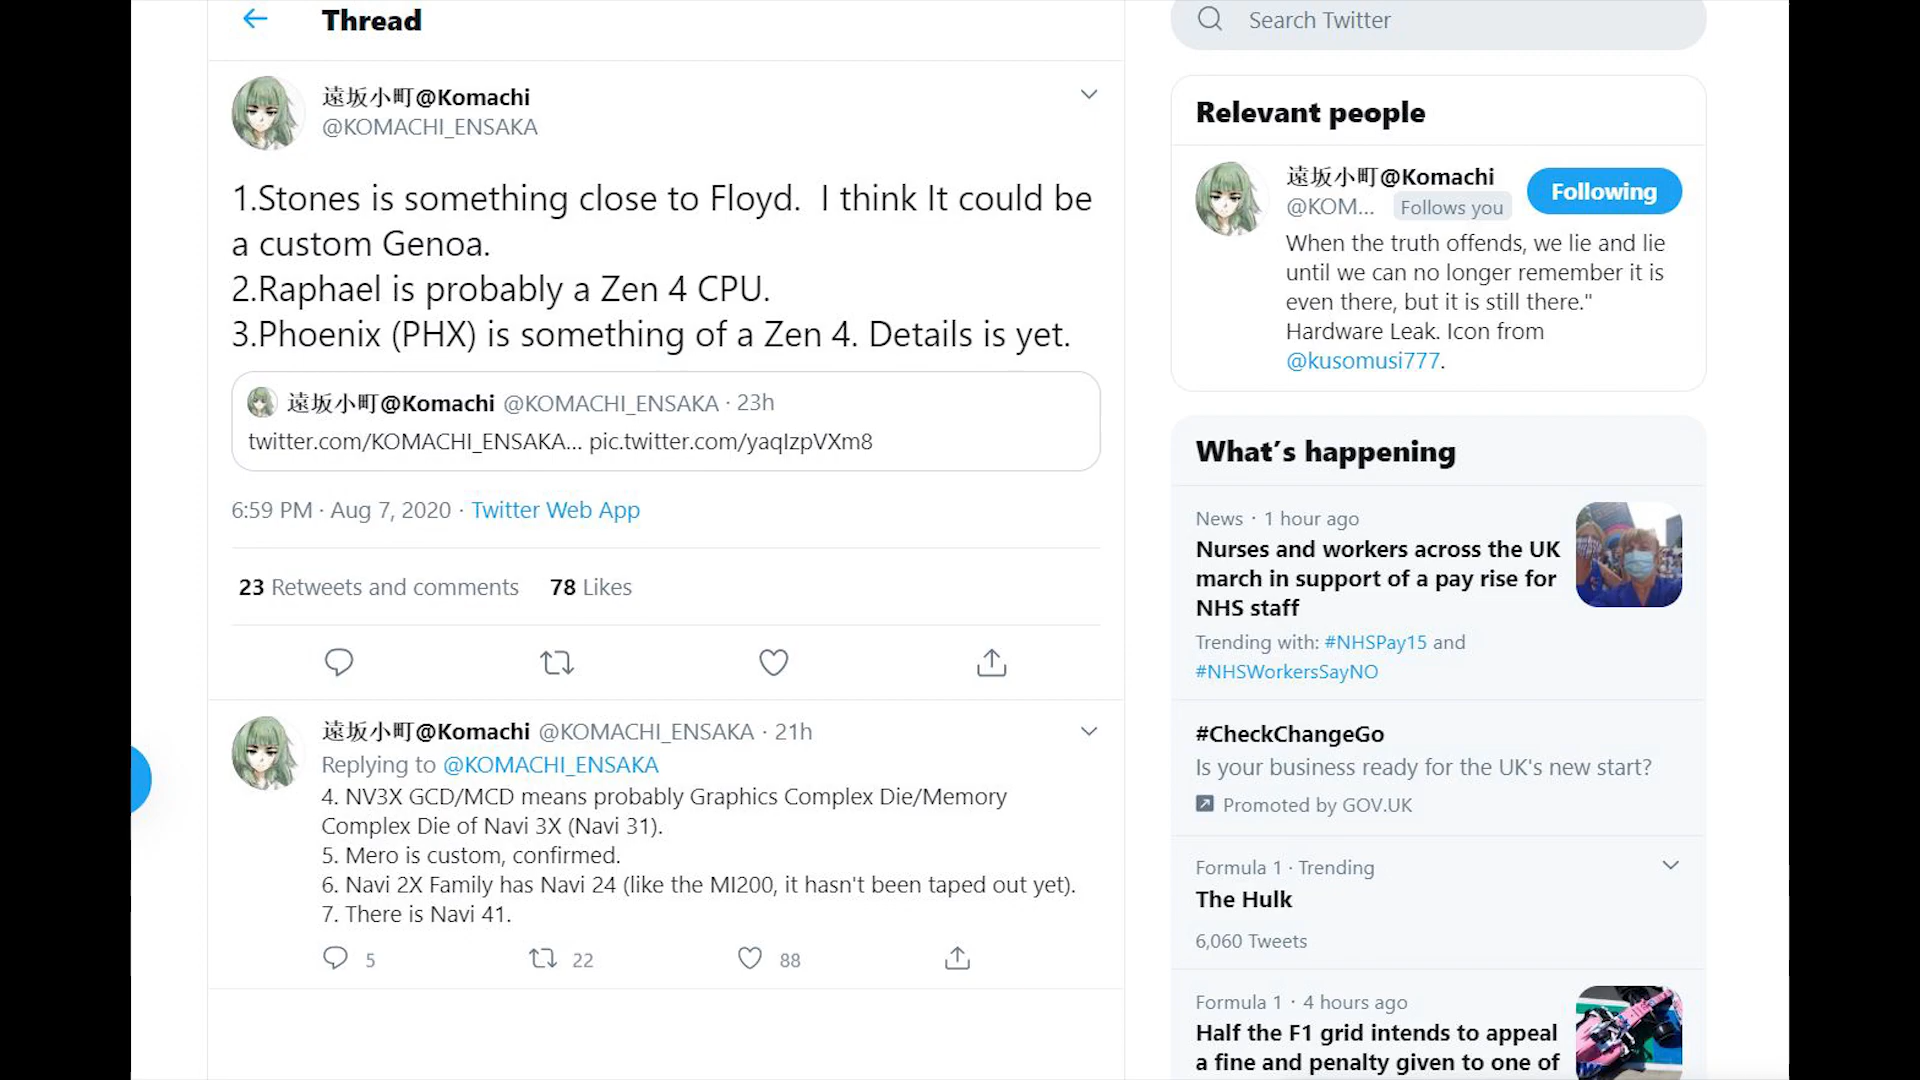 Thread
遠坂小町@Komachi
@KOMACHI_ENSAKA
1.Stones is something close to Floyd.  I think It could be
a custom Genoa.
2.Raphael is probably a Zen 4 CPU.
3.Phoenix (PHX) is something of a Zen 4. Details is yet.
遠坂小町@Komachi @KOMACHI_ENSAKA · 23h
twitter.com/KOMACHI_ENSAKA… pic.twitter.com/yaqIzpVXm8
6:59 PM · Aug 7, 2020 · Twitter Web App
23 Retweets and comments 78 Likes
遠坂小町@Komachi @KOMACHI_ENSAKA · 21h
Replying to @KOMACHI_ENSAKA
4. NV3X GCD/MCD means probably Graphics Complex Die/Memory
Complex Die of Navi 3X (Navi 31).
5. Mero is custom, confirmed.
6. Navi 2X Family has Navi 24 (like the MI200, it hasn't been taped out yet).
7. There is Navi 41.
5 22 88
Search Twitter
Relevant people
遠坂小町@Komachi
@KOM... Follows you
Following
When the truth offends, we lie and lie
until we can no longer remember it is
even there, but it is still there."
Hardware Leak. Icon from
@kusomusi777.
What's happening
News · 1 hour ago
Nurses and workers across the UK
march in support of a pay rise for
NHS staff
Trending with: #NHSPay15 and
#NHSWorkersSayNO
#CheckChangeGo
Is your business ready for the UK's new start?
Promoted by GOV.UK
Formula 1 · Trending
The Hulk
6,060 Tweets
Formula 1 · 4 hours ago
Half the F1 grid intends to appeal
a fine and penalty given to one of